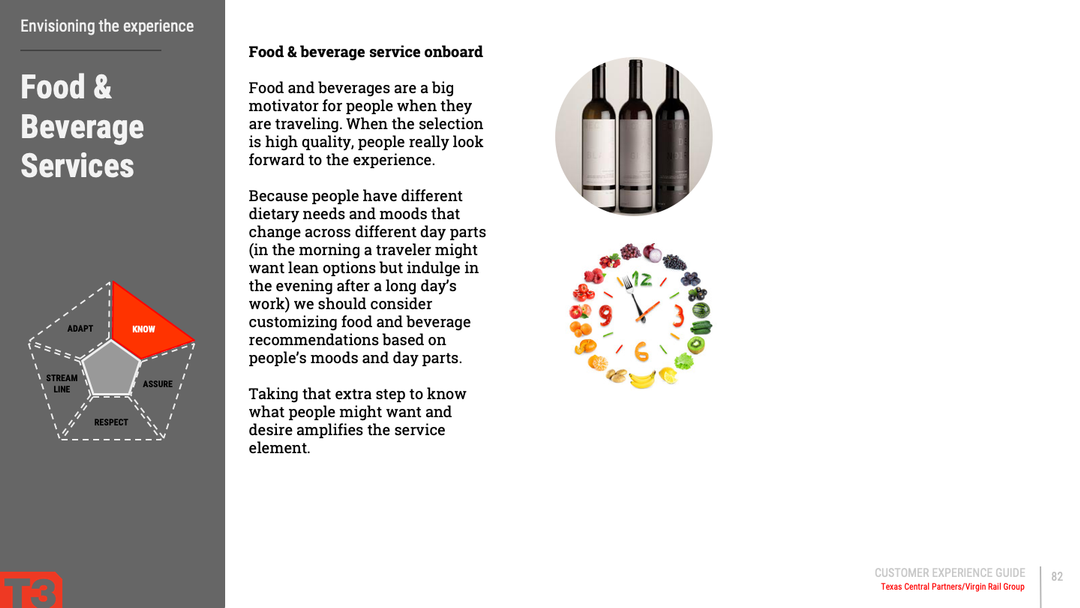 Envisioning the experience
Food &
Beverage
Services
ADAPT
KNOW
STREAM
LINE
ASSURE
RESPECT
T3
Food & beverage service onboard
Food and beverages are a big
motivator for people when they
are traveling. When the selection
is high quality, people really look
forward to the experience.
Because people have different
dietary needs and moods that
change across different day parts
(in the morning a traveler might
want lean options but indulge in
the evening after a long day’s
work) we should consider
customizing food and beverage
recommendations based on
people’s moods and day parts.
Taking that extra step to know
what people might want and
desire amplifies the service
element.
12
9
3
6
CUSTOMER EXPERIENCE GUIDE
Texas Central Partners/Virgin Rail Group
82